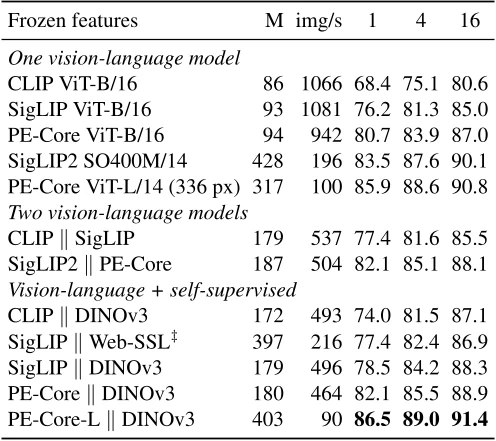 Frozen features M img/s 1 4 16
One vision-language model
CLIP ViT-B/16 86 1066 68.4 75.1 80.6
SigLIP ViT-B/16 93 1081 76.2 81.3 85.0
PE-Core ViT-B/16 94 942 80.7 83.9 87.0
SigLIP2 SO400M/14 428 196 83.5 87.6 90.1
PE-Core ViT-L/14 (336 px) 317 100 85.9 88.6 90.8
Two vision-language models
CLIP ∥ SigLIP 179 537 77.4 81.6 85.5
SigLIP2 ∥ PE-Core 187 504 82.1 85.1 88.1
Vision-language + self-supervised
CLIP ∥ DINOv3 172 493 74.0 81.5 87.1
SigLIP ∥ Web-SSL‡ 397 216 77.4 82.4 86.9
SigLIP ∥ DINOv3 179 496 78.5 84.2 88.3
PE-Core ∥ DINOv3 180 464 82.1 85.5 88.9
PE-Core-L ∥ DINOv3 403 90 86.5 89.0 91.4